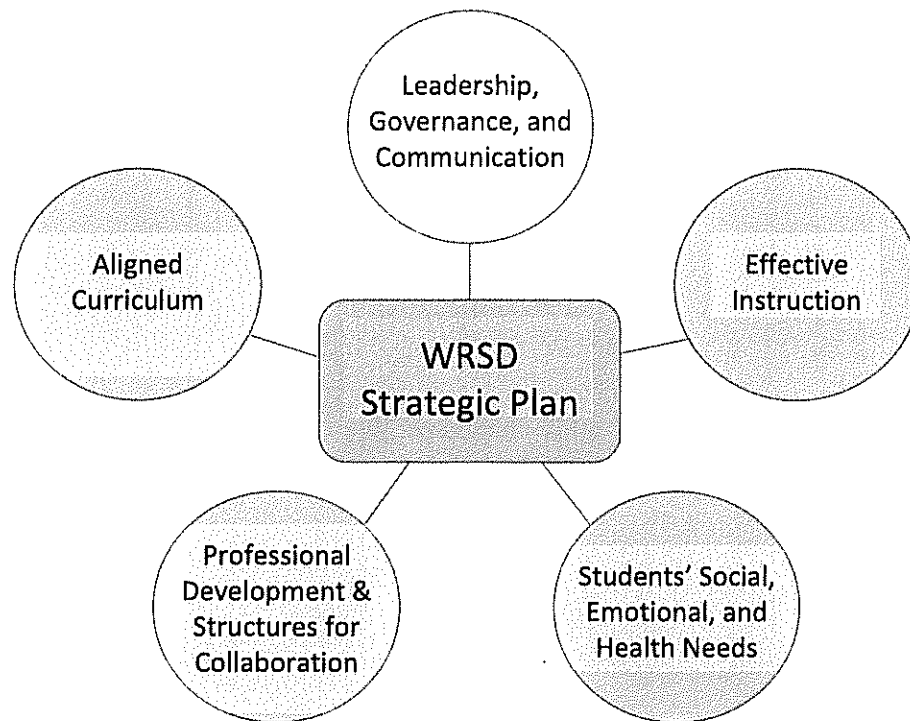 Leadership,
Governance, and
Communication
Aligned
Curriculum
Effective
Instruction
WRSD
Strategic Plan
Professional
Development &
Structures for
Collaboration
Students' Social,
Emotional, and
Health Needs